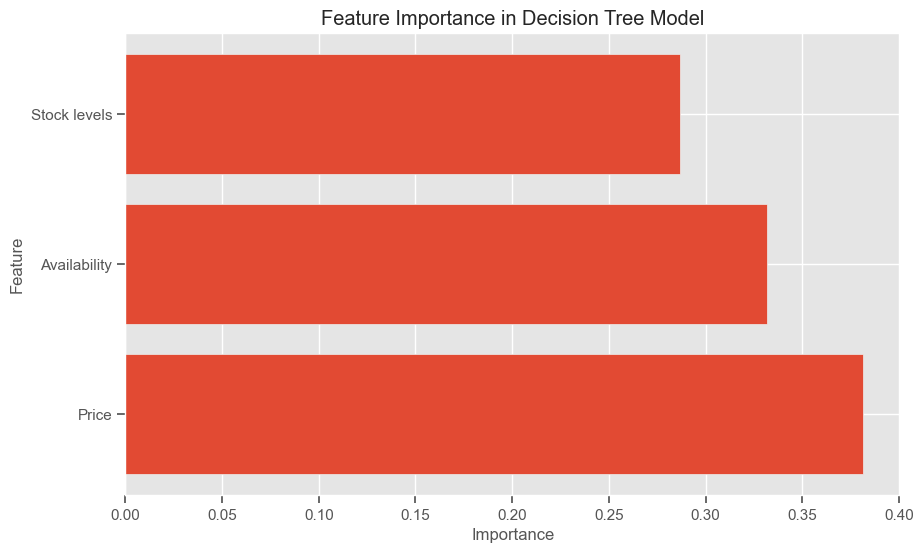 Feature Importance in Decision Tree Model
Stock levels
Availability
Price
Feature
0.00 0.05 0.10 0.15 0.20 0.25 0.30 0.35 0.40
Importance